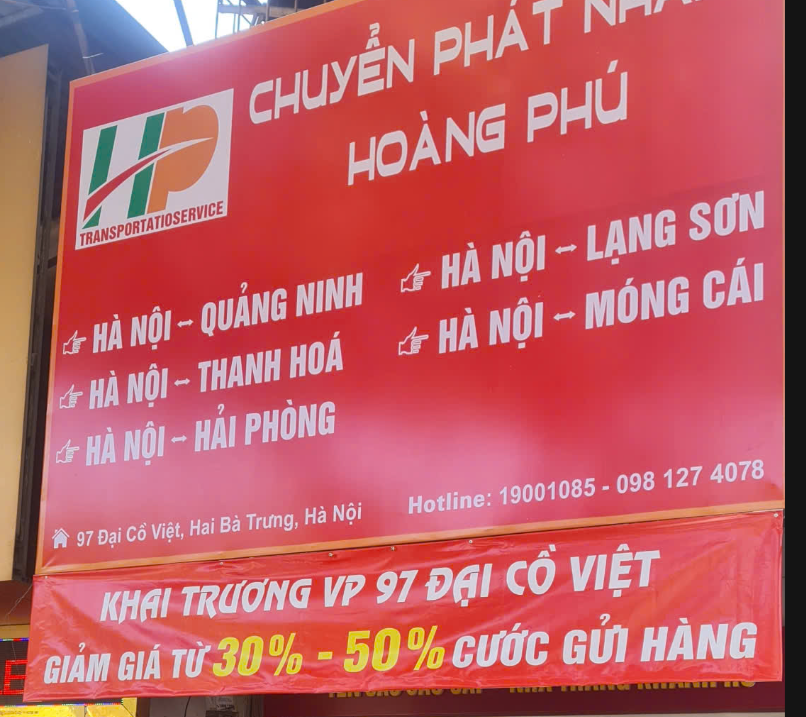 CHUYỂN PHÁT
HOÀNG PHÚ
HP
TRANSPORTATIOSERVICE
HÀ NỘI ↔ QUẢNG NINH
HÀ NỘI ↔ THANH HOÁ
HÀ NỘI ↔ HẢI PHÒNG
HÀ NỘI ↔ LẠNG SƠN
HÀ NỘI ↔ MÓNG CÁI
97 Đại Cồ Việt, Hai Bà Trưng, Hà Nội
Hotline: 19001085 - 098 127 4078
KHAI TRƯƠNG VP 97 ĐẠI CỒ VIỆT
GIẢM GIÁ TỪ 30% - 50% CƯỚC GỬI HÀNG